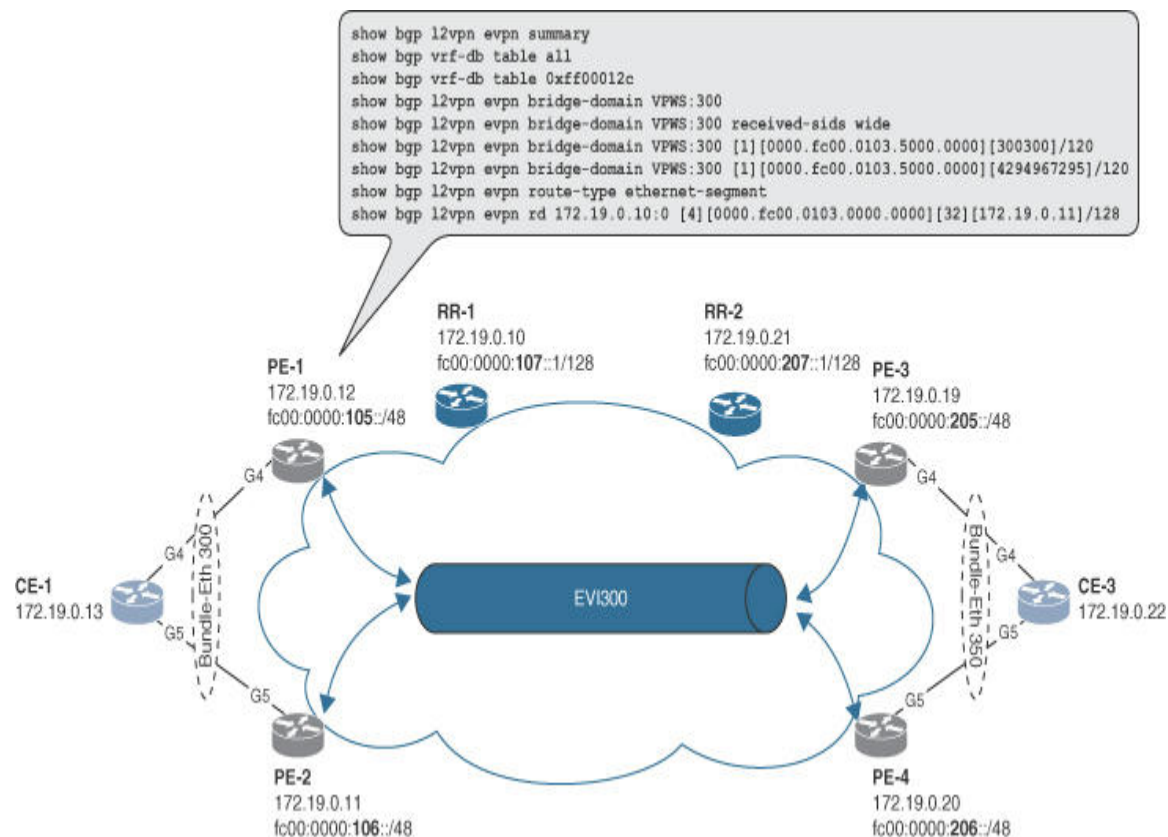 show bgp l2vpn evpn summary
show bgp vrf-db table all
show bgp vrf-db table 0xff00012c
show bgp l2vpn evpn bridge-domain VPWS:300
show bgp l2vpn evpn bridge-domain VPWS:300 received-sids wide
show bgp l2vpn evpn bridge-domain VPWS:300 [1][0000.fc00.0103.5000.0000][300300]/120
show bgp l2vpn evpn bridge-domain VPWS:300 [1][0000.fc00.0103.5000.0000][4294967295]/120
show bgp l2vpn evpn route-type ethernet-segment
show bgp l2vpn evpn rd 172.19.0.10:0 [4][0000.fc00.0103.0000.0000][32][172.19.0.11]/128
RR-1
172.19.0.10
fc00:0000:107::1/128
RR-2
172.19.0.21
fc00:0000:207::1/128
PE-1
172.19.0.12
fc00:0000:105::/48
PE-3
172.19.0.19
fc00:0000:205::/48
G4
G4
G4
G4
Bundle-Eth 300
Bundle-Eth 350
CE-1
172.19.0.13
EVI300
CE-3
172.19.0.22
G5
G5
G5
G5
PE-2
172.19.0.11
fc00:0000:106::/48
PE-4
172.19.0.20
fc00:0000:206::/48